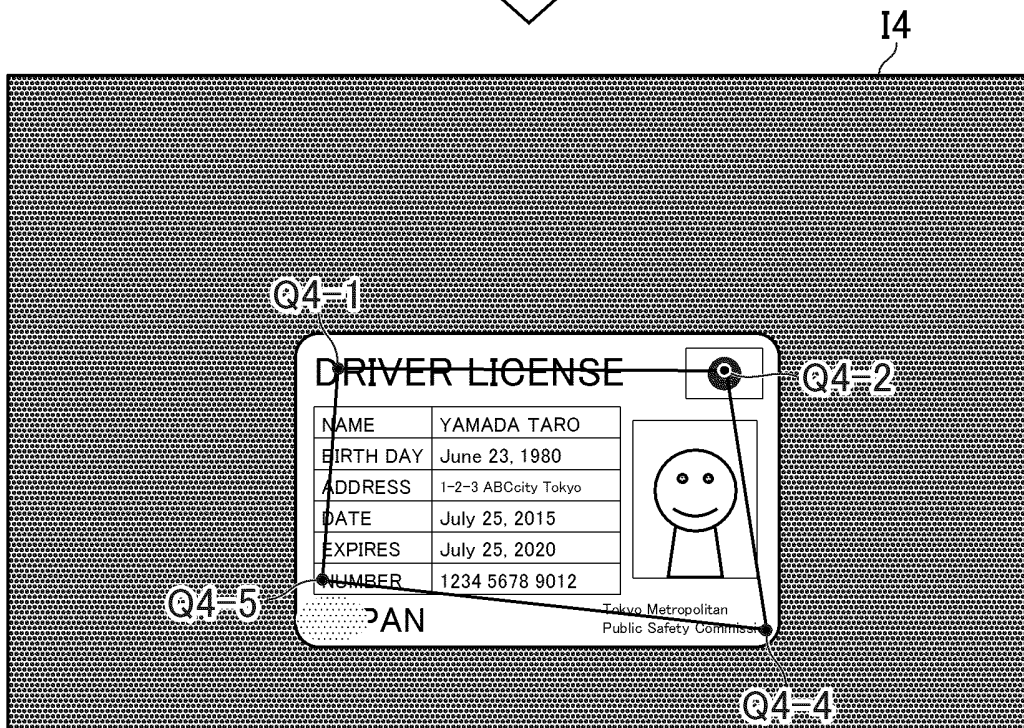 I4
Q4-1
DRIVER LICENSE
Q4-2
NAME YAMADA TARO
BIRTH DAY June 23, 1980
ADDRESS 1-2-3 ABCcity Tokyo
DATE July 25, 2015
EXPIRES July 25, 2020
NUMBER 1234 5678 9012
Q4-5
PAN
Tokyo Metropolitan
Public Safety Commissi
Q4-4